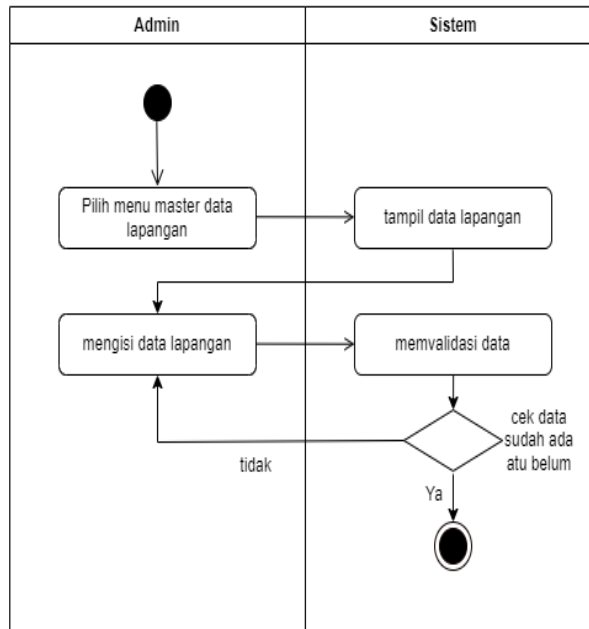 Admin
Sistem
Pilih menu master data
lapangan
tampil data lapangan
mengisi data lapangan
memvalidasi data
cek data
sudah ada
atu belum
tidak
Ya